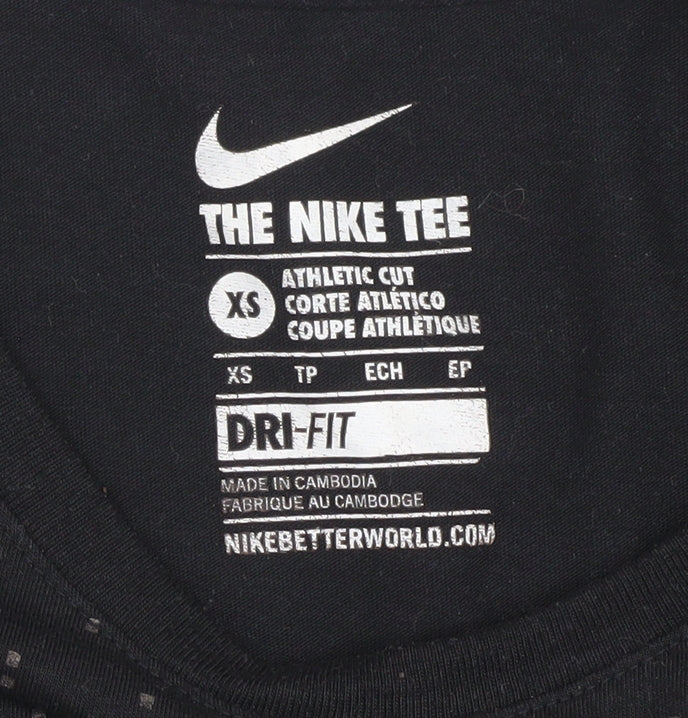 THE NIKE TEE
XS
ATHLETIC CUT
CORTE ATLÉTICO
COUPE ATHLÉTIQUE
XS TP ECH EP
DRI-FIT
MADE IN CAMBODIA
FABRIQUE AU CAMBODGE
NIKEBETTERWORLD.COM